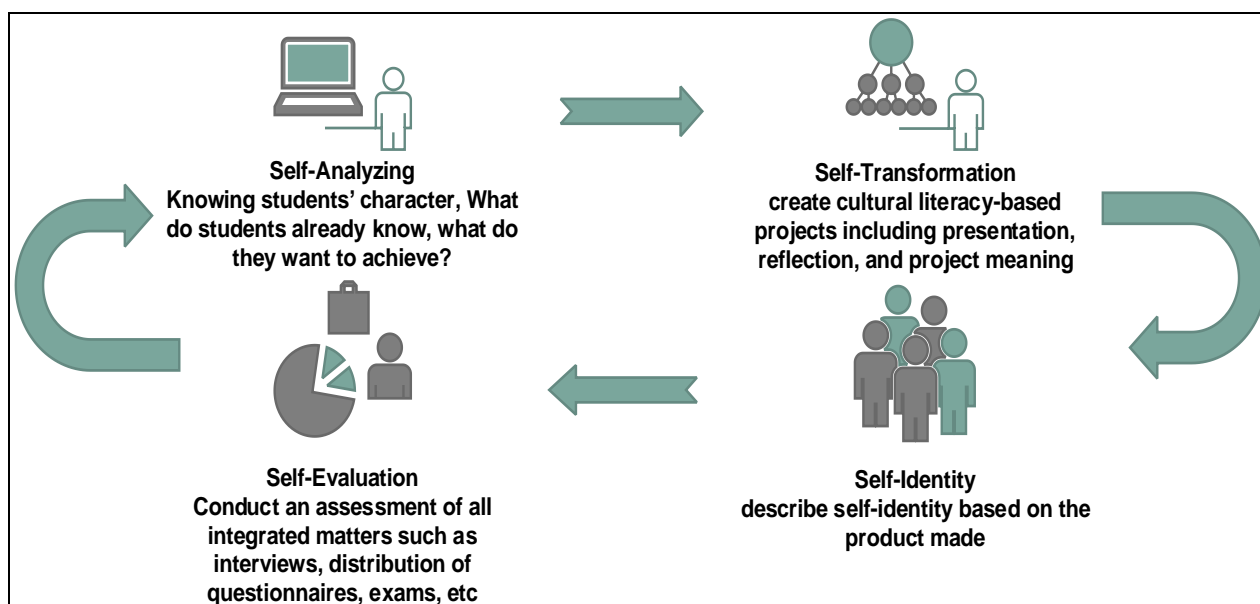 Self-Analyzing
Knowing students’ character, What
do students already know, what do
they want to achieve?
Self-Transformation
create cultural literacy-based
projects including presentation,
reflection, and project meaning
Self-Identity
describe self-identity based on the
product made
Self-Evaluation
Conduct an assessment of all
integrated matters such as
interviews, distribution of
questionnaires, exams, etc